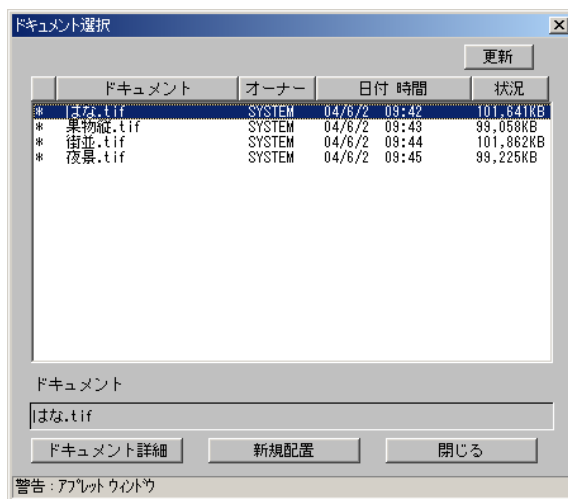 ドキュメント選択
更新
ドキュメント オーナー 日付 時間 状況
* はな.tif SYSTEM 04/6/2 09:42 101,641KB
* 果物縦.tif SYSTEM 04/6/2 09:43 99,058KB
* 街並.tif SYSTEM 04/6/2 09:44 101,862KB
* 夜景.tif SYSTEM 04/6/2 09:45 99,225KB
ドキュメント
はな.tif
ドキュメント詳細 新規配置 閉じる
警告 : アプレット ウィンドウ